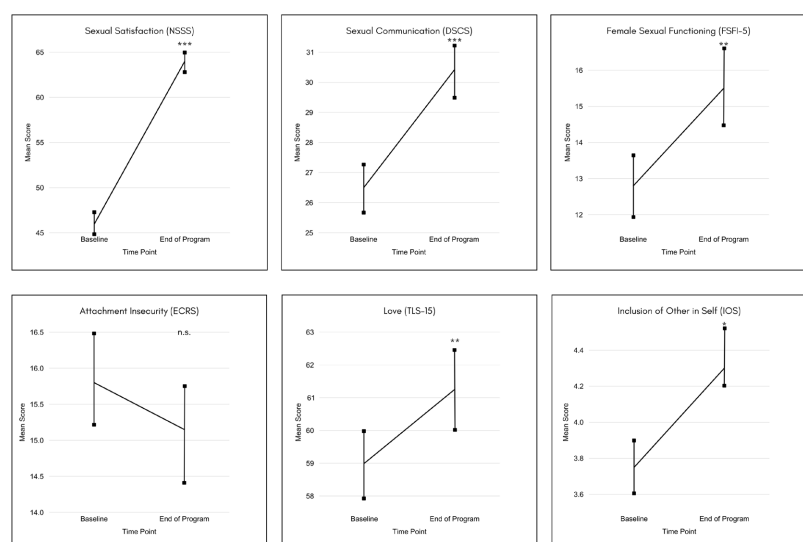 Sexual Satisfaction (NSSS)
***
65
60
55
50
45
Mean Score
Baseline
End of Program
Time Point
Sexual Communication (DSCS)
***
31
30
29
28
27
26
25
Mean Score
Baseline
End of Program
Time Point
Female Sexual Functioning (FSFI-5)
**
16
15
14
13
12
Mean Score
Baseline
End of Program
Time Point
Attachment Insecurity (ECRS)
n.s.
16.5
16.0
15.5
15.0
14.5
14.0
Mean Score
Baseline
End of Program
Time Point
Love (TLS-15)
**
63
62
61
60
59
58
Mean Score
Baseline
End of Program
Time Point
Inclusion of Other in Self (IOS)
*
4.4
4.2
4.0
3.8
3.6
Mean Score
Baseline
End of Program
Time Point